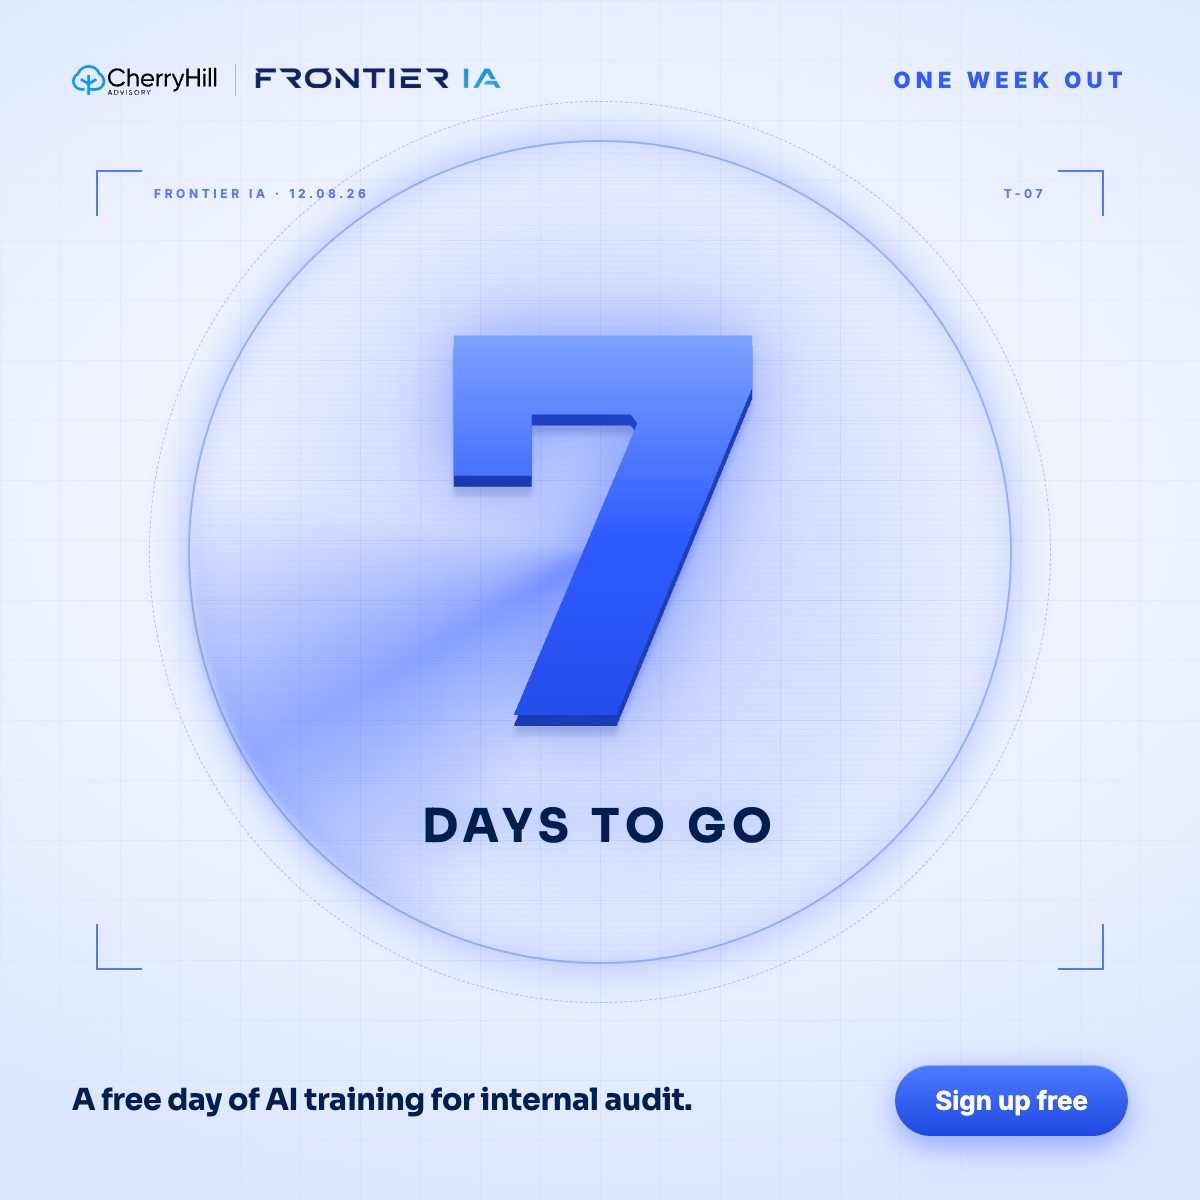 CherryHill
ADVISORY
FRONTIER IA
ONE WEEK OUT
FRONTIER IA · 12.08.26
T-07
7
DAYS TO GO
A free day of AI training for internal audit.
Sign up free